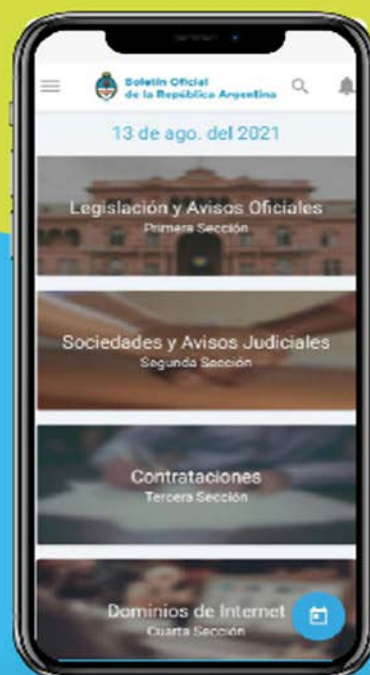 Boletín Oficial
de la República Argentina
13 de ago. del 2021
Legislación y Avisos Oficiales
Primera Sección
Sociedades y Avisos Judiciales
Segunda Sección
Contrataciones
Tercera Sección
Dominios de Internet
Cuarta Sección